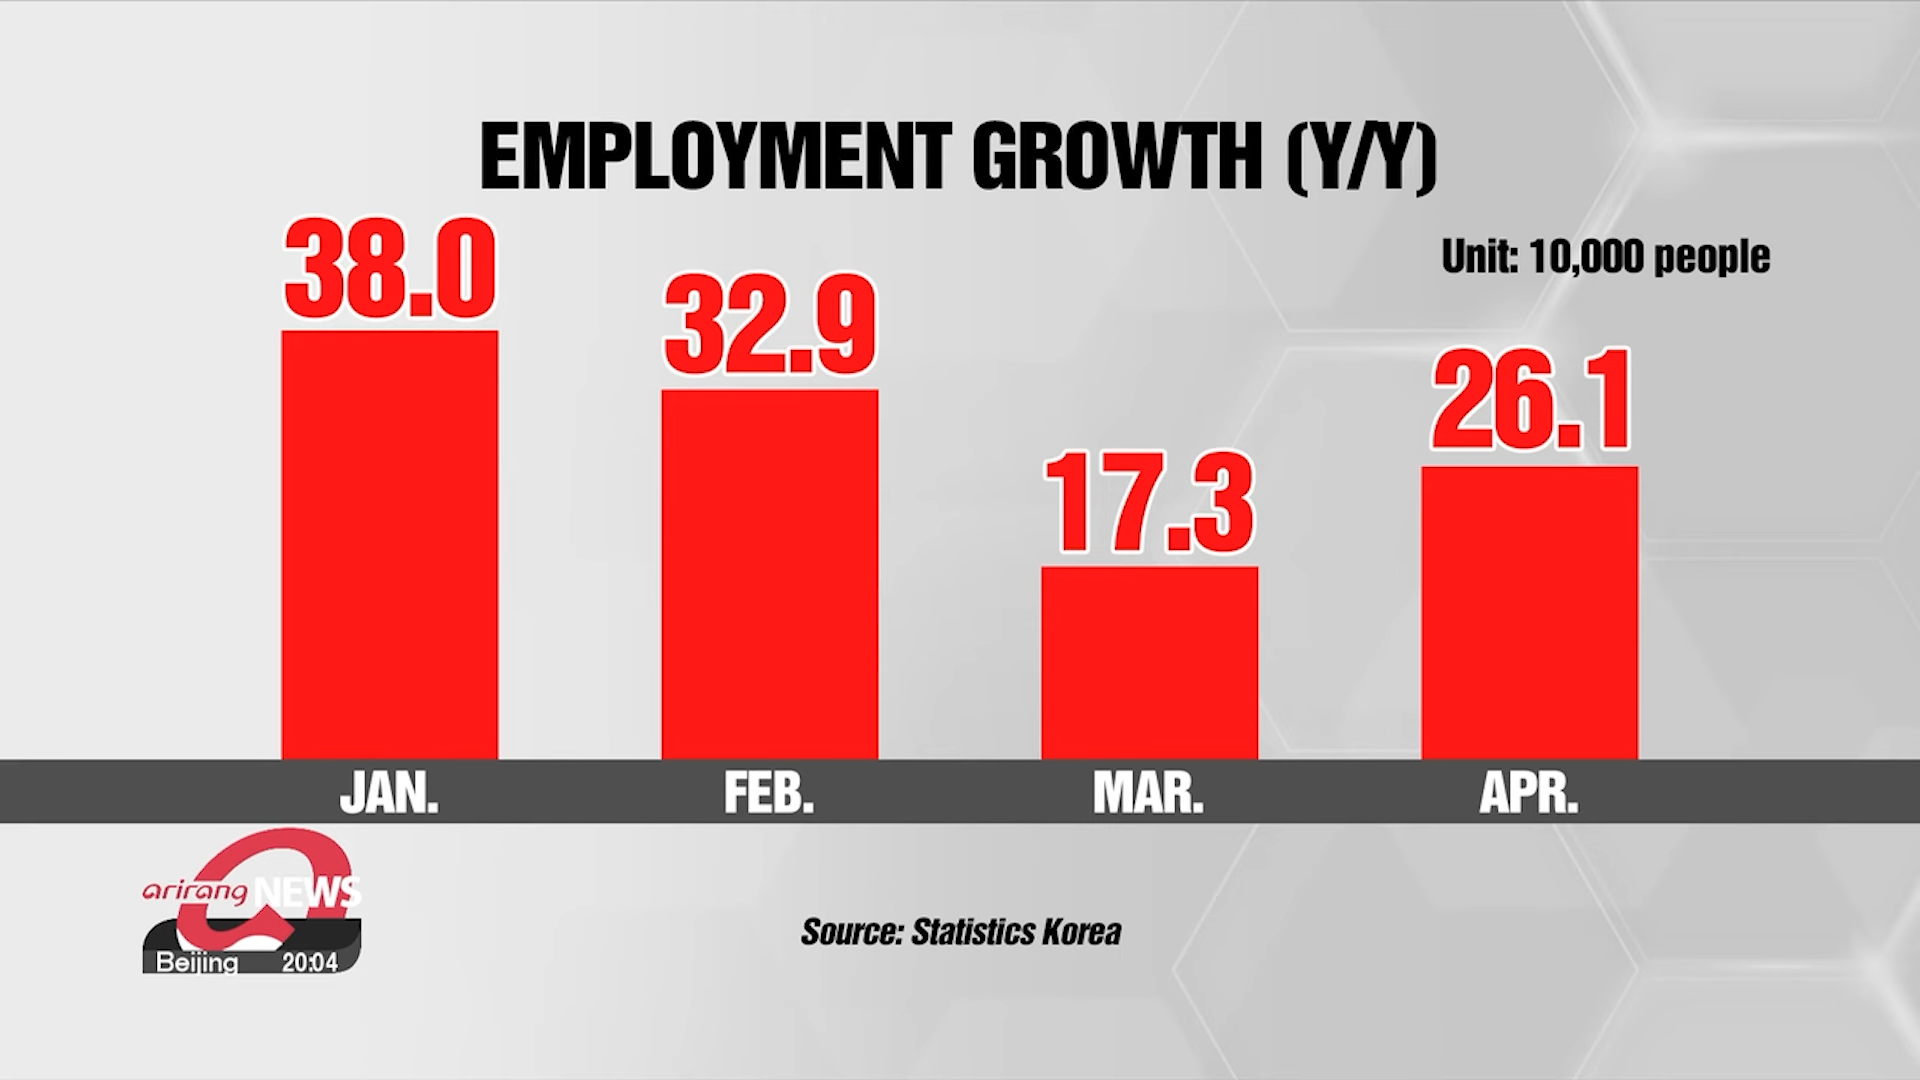 EMPLOYMENT GROWTH (Y/Y)
Unit: 10,000 people
38.0
32.9
17.3
26.1
JAN.
FEB.
MAR.
APR.
arirang NEWS
Beijing 20:04
Source: Statistics Korea